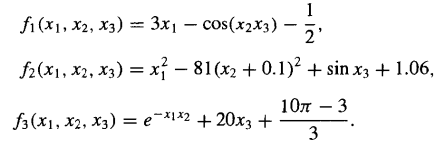 f₁(x₁, x₂, x₃) = 3x₁ − cos(x₂x₃) − 1/2,
f₂(x₁, x₂, x₃) = x₁² − 81(x₂ + 0.1)² + sin x₃ + 1.06,
f₃(x₁, x₂, x₃) = e^(−x₁x₂) + 20x₃ + (10π − 3)/3.